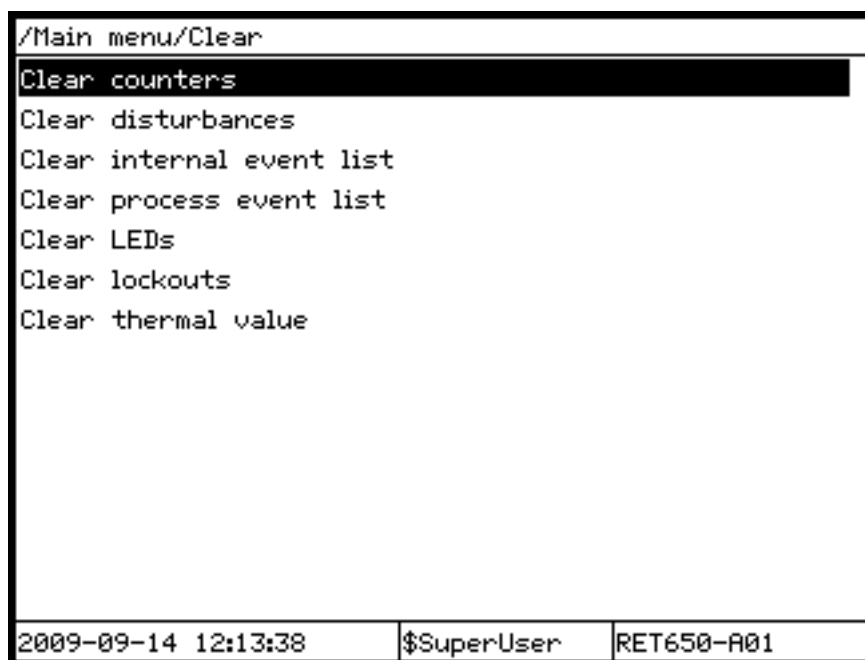 /Main menu/Clear
Clear counters
Clear disturbances
Clear internal event list
Clear process event list
Clear LEDs
Clear lockouts
Clear thermal value
2009-09-14 12:13:38 $SuperUser RET650-A01